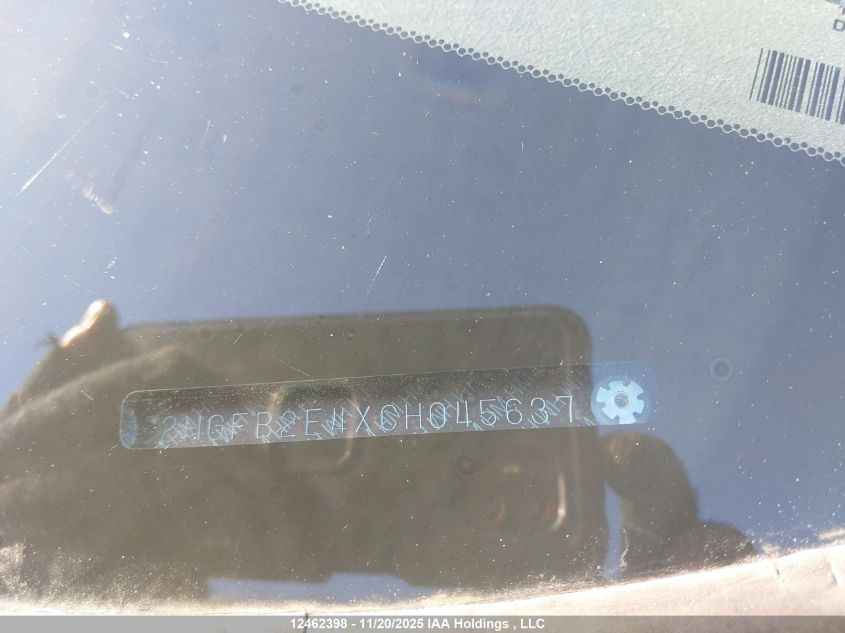 2HGFB2E4XCH045637
12462398 - 11/20/2025 IAA Holdings , LLC